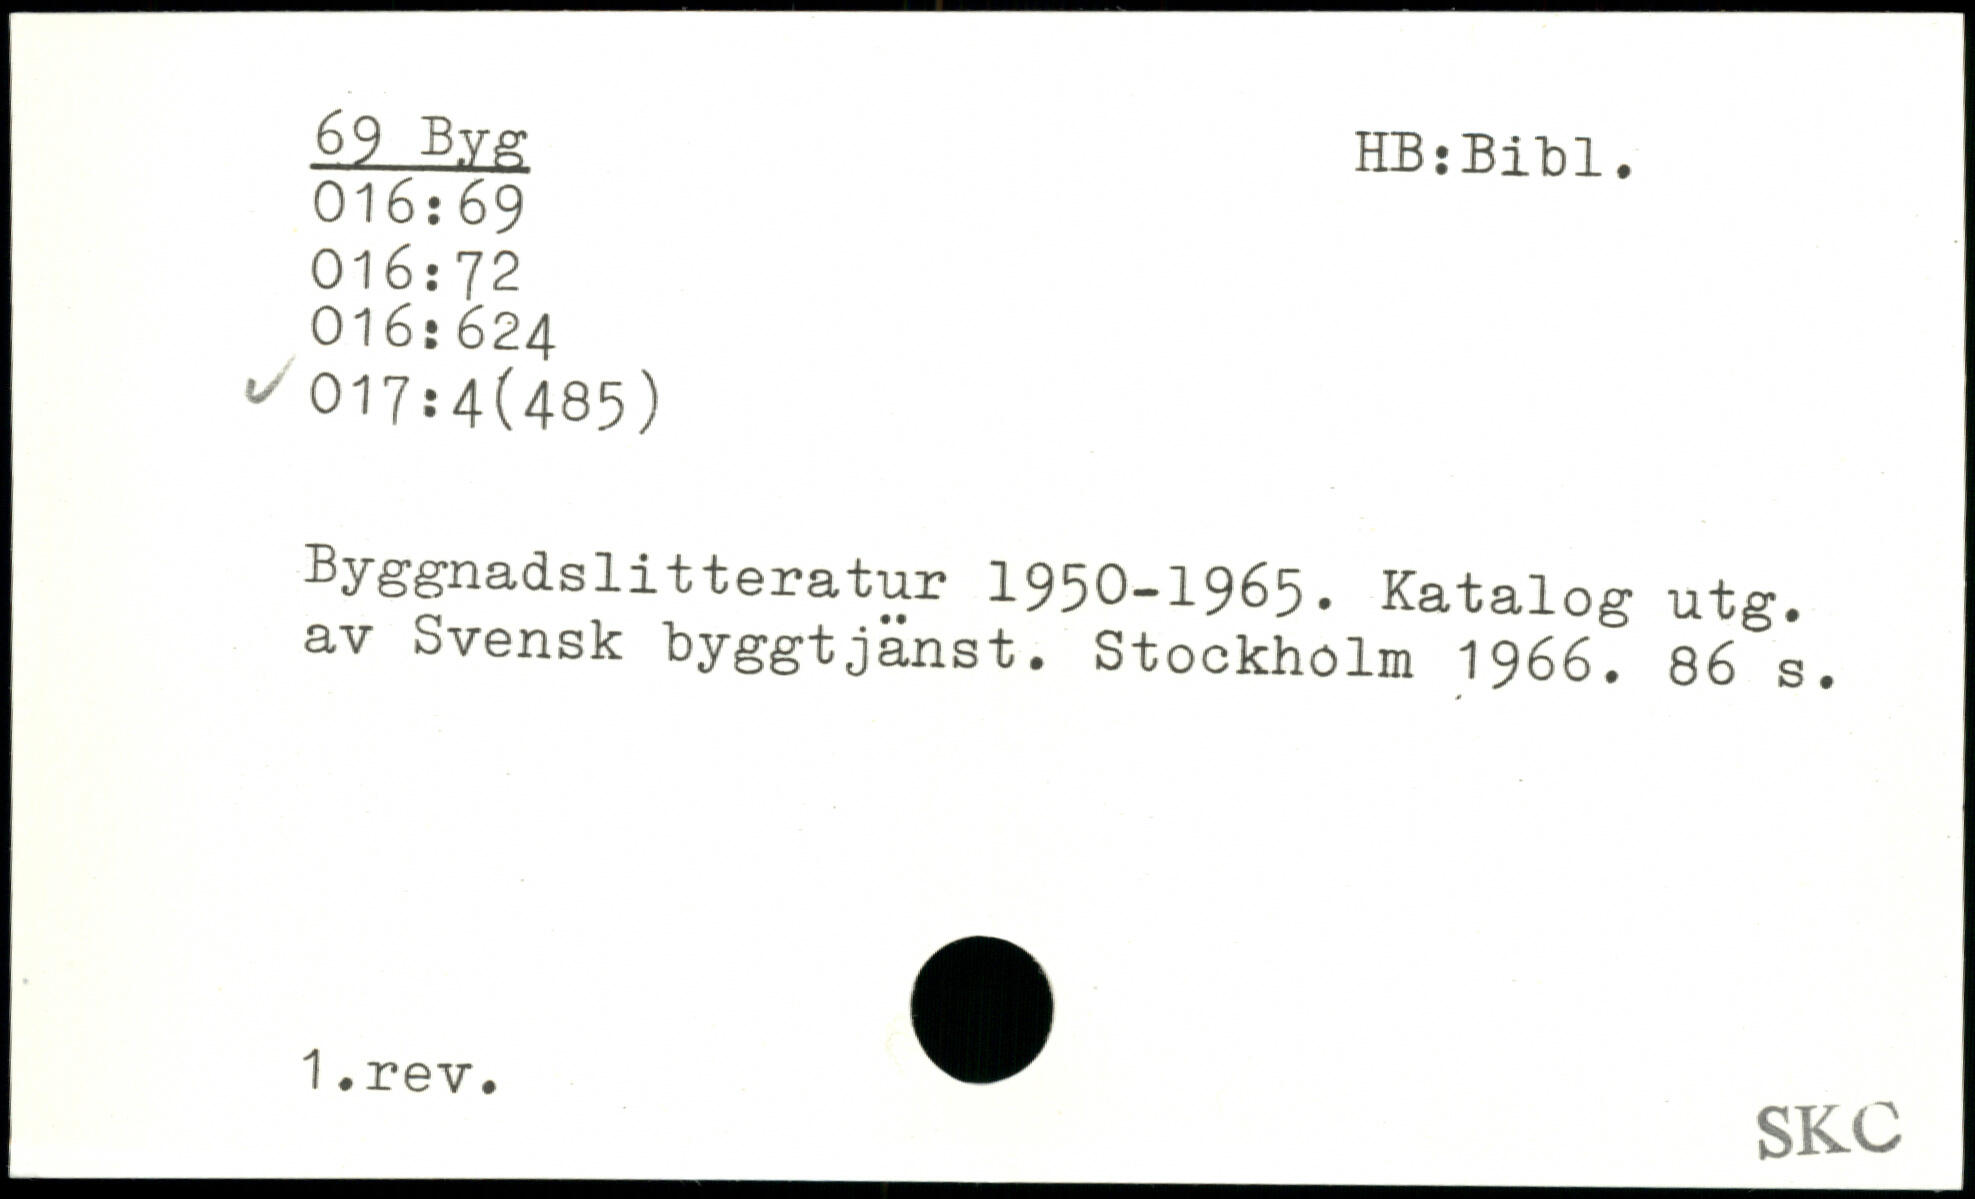 69 Byg
HB:Bibl.
016:69
016:72
016:624
✓ 017:4(485)
Byggnadslitteratur 1950-1965. Katalog utg.
av Svensk byggtjänst. Stockholm 1966. 86 s.
1.rev.
SKC